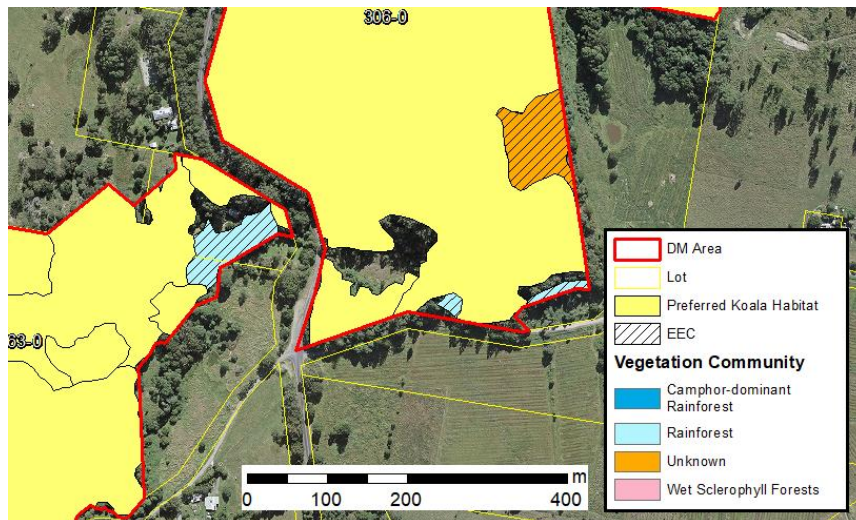 306-0
63-0
DM Area
Lot
Preferred Koala Habitat
EEC
Vegetation Community
Camphor-dominant
Rainforest
Rainforest
Unknown
Wet Sclerophyll Forests
m
0 100 200 400